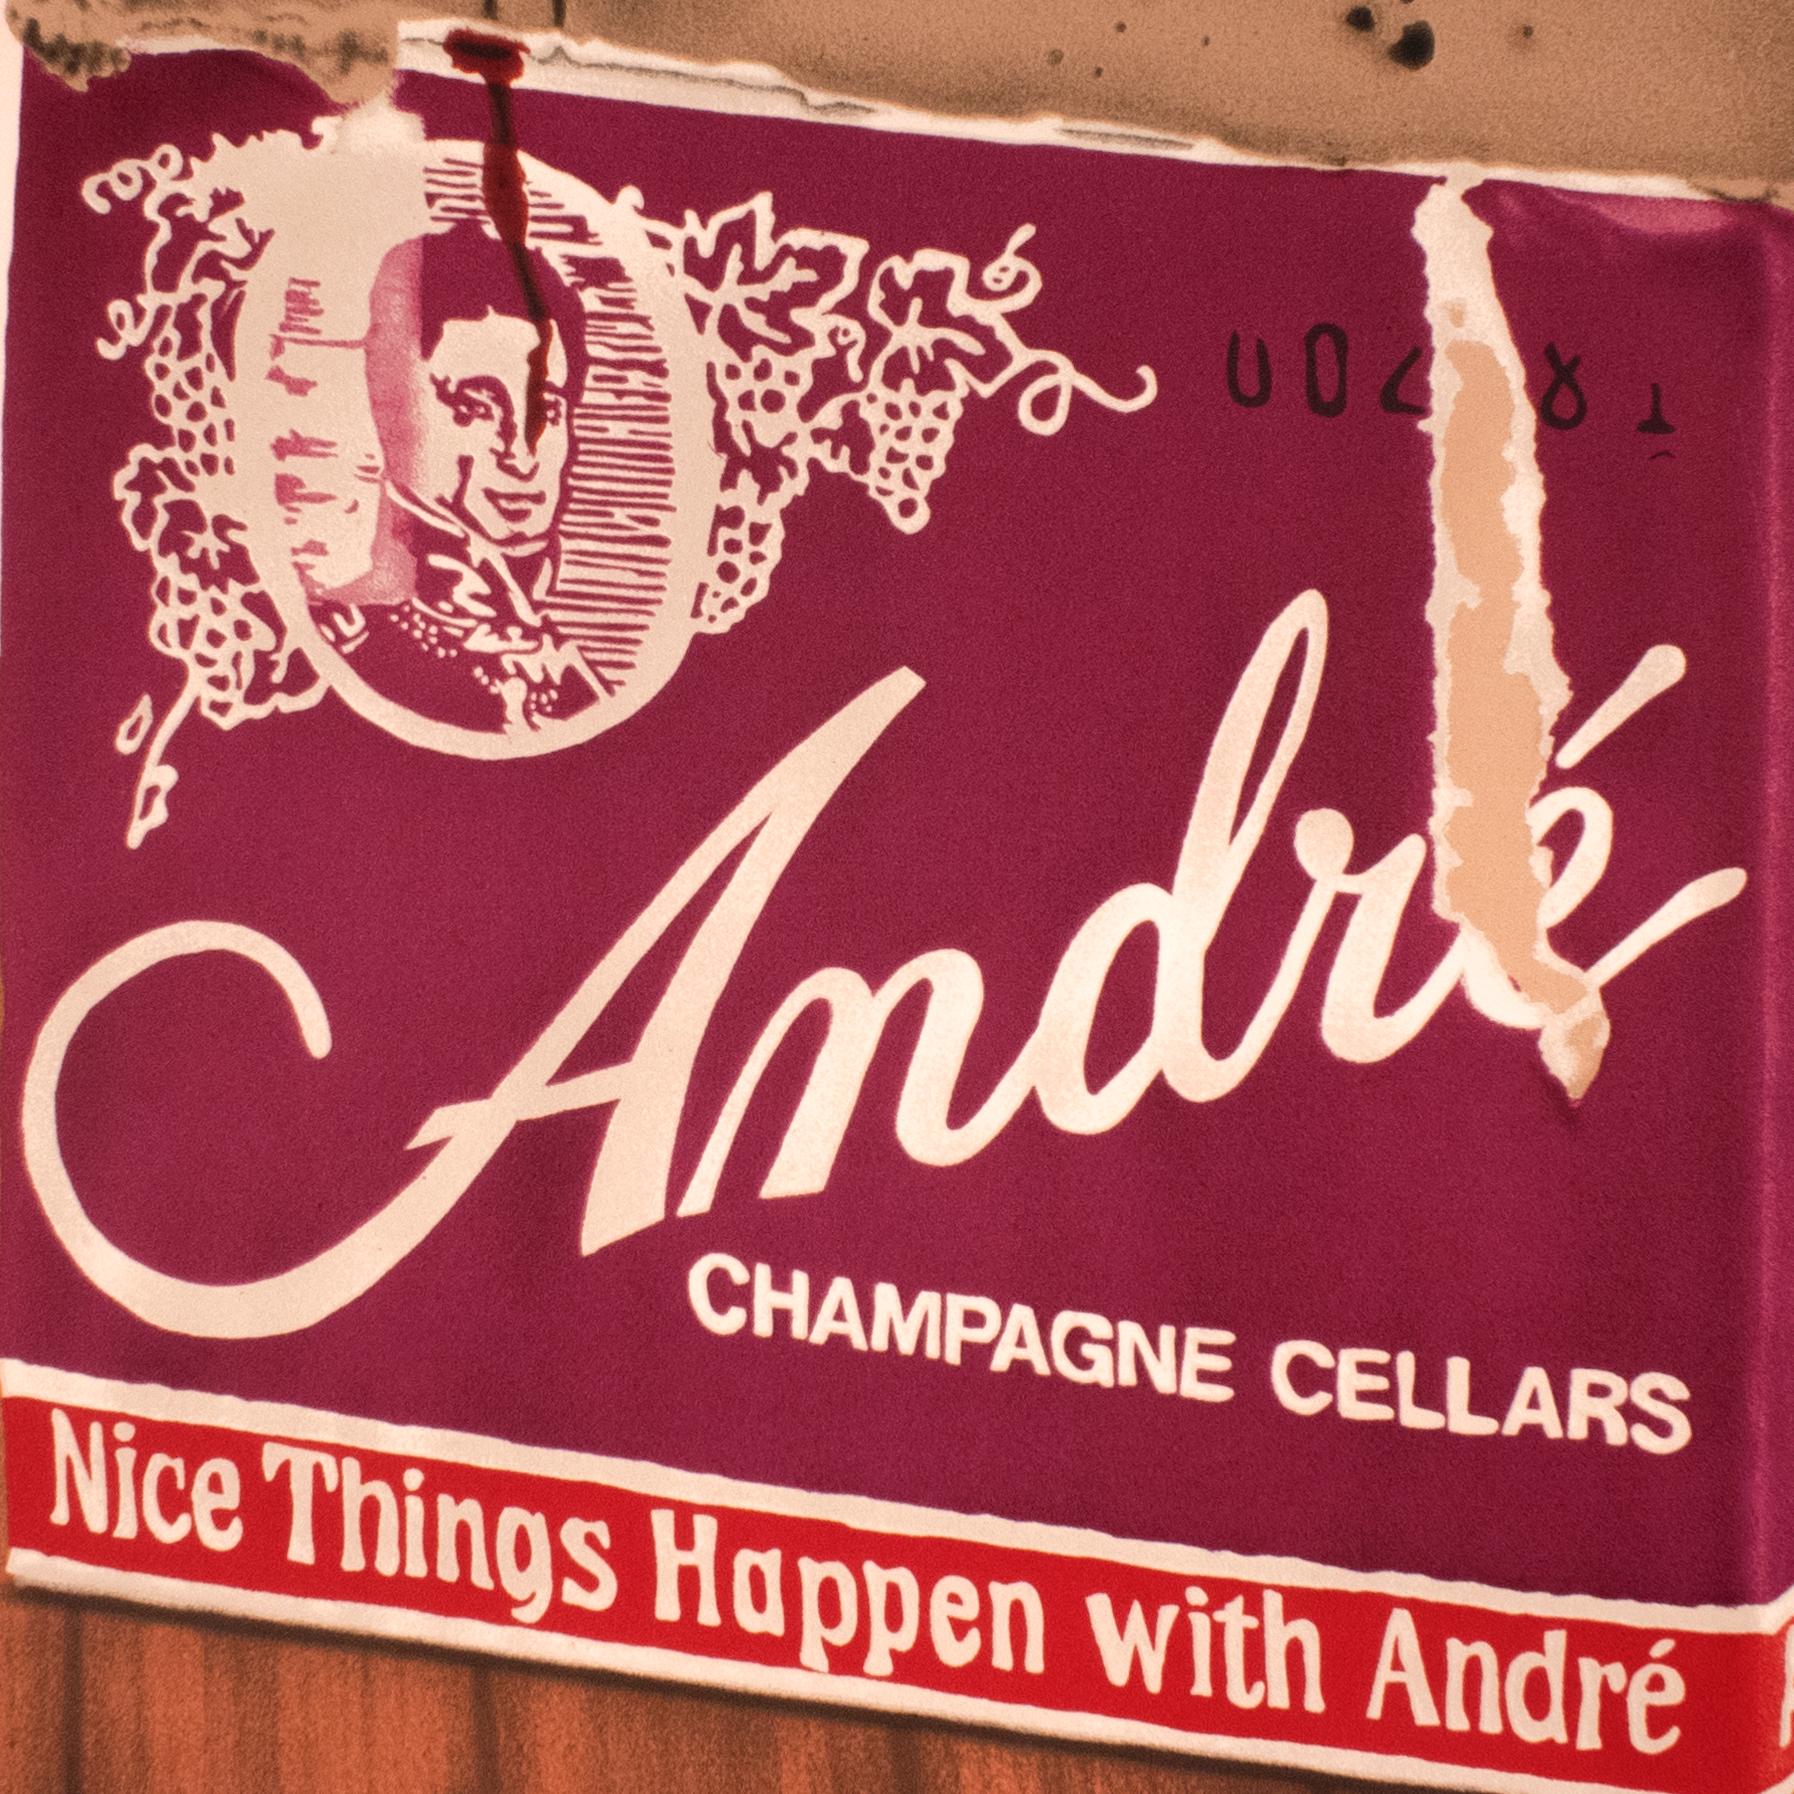 André
CHAMPAGNE CELLARS
Nice Things Happen with André